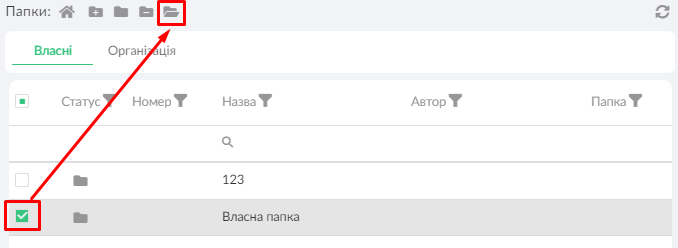 Папки:
Власні Організація
Статус Номер Назва Автор Папка
123
Власна папка